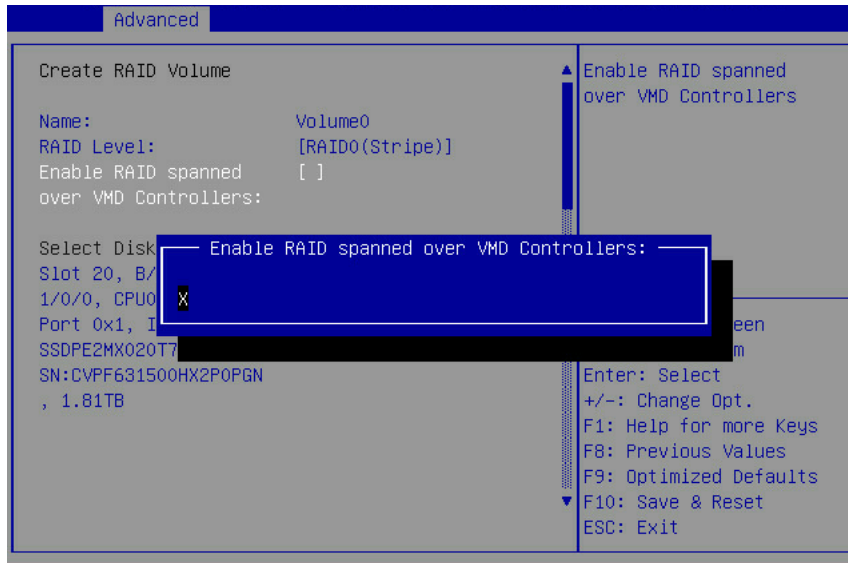 Advanced
Create RAID Volume
Name: Volume0
RAID Level: [RAID0(Stripe)]
Enable RAID spanned [ ]
over VMD Controllers:
Select Disk
Slot 20, B/
1/0/0, CPU0
Port 0x1, I
SSDPE2MX020T7
SN:CVPF631500HX2P0PGN
, 1.81TB
Enable RAID spanned over VMD Controllers:
X
Enable RAID spanned
over VMD Controllers
een
m
Enter: Select
+/-: Change Opt.
F1: Help for more Keys
F8: Previous Values
F9: Optimized Defaults
F10: Save & Reset
ESC: Exit